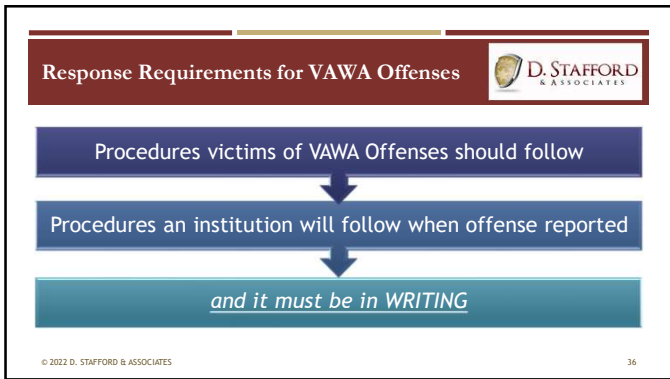 Response Requirements for VAWA Offenses
D. STAFFORD
& ASSOCIATES
Procedures victims of VAWA Offenses should follow
Procedures an institution will follow when offense reported
and it must be in WRITING
© 2022 D. STAFFORD & ASSOCIATES
36